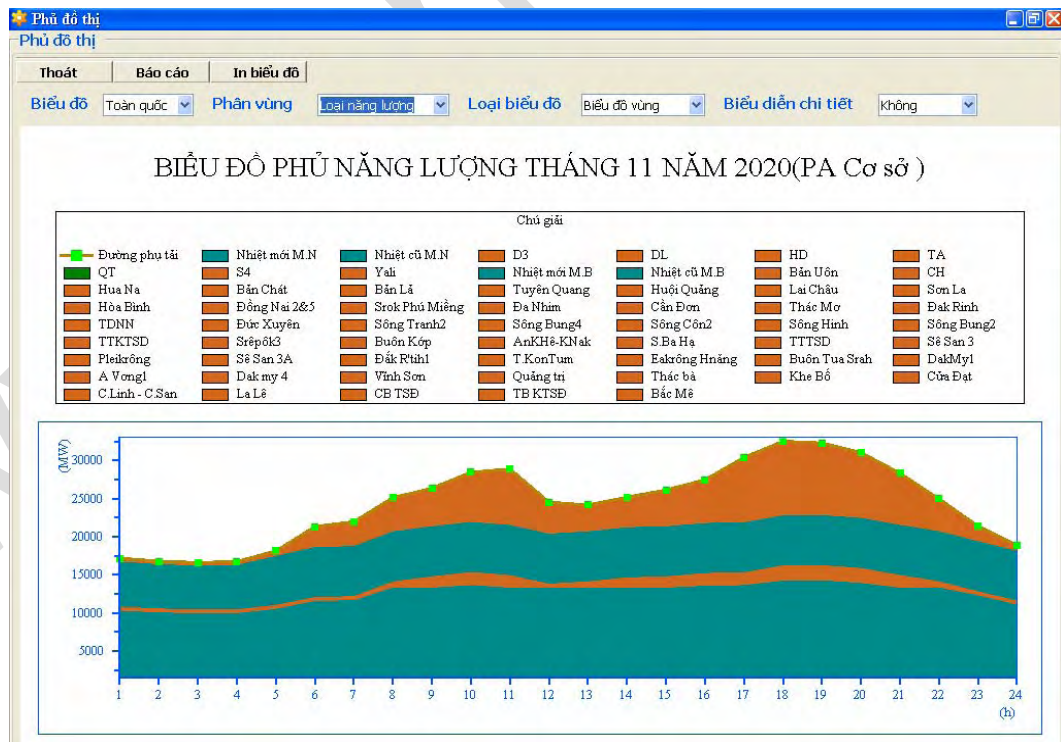 Phủ đồ thị
Phủ đồ thị
Thoát Báo cáo In biểu đồ
Biểu đồ Toàn quốc Phân vùng Loại năng lượng Loại biểu đồ Biểu đồ vùng Biểu diễn chi tiết Không
BIỂU ĐỒ PHỦ NĂNG LƯỢNG THÁNG 11 NĂM 2020(PA Cơ sở )
Chú giải
Đường phụ tải Nhiệt mới M.N Nhiệt cũ M.N D3 DL HD TA
QT S4 Yali Nhiệt mới M.B Nhiệt cũ M.B Bản Uôn CH
Hua Na Bản Chát Bản Lả Tuyên Quang Huội Quảng Lai Châu Sơn La
Hòa Bình Đồng Nai 2&5 Srok Phú Miêng Đa Nhim Cần Đơn Thác Mơ Đak Rinh
TDNN Đức Xuyên Sông Tranh2 Sông Bung4 Sông Côn2 Sông Hinh Sông Bung2
TTKTSD Srêpôk3 Buôn Kớp AnKHê-KNak S.Ba Hạ TTTSD Sê San 3
Pleikrông Sê San 3A Đắk R'tih1 T.KonTum Eakrông Hnăng Buôn Tua Srah DakMy1
A Vơng1 Dak my 4 Vĩnh Sơn Quảng trị Thác bà Khe Bố Cửa Đạt
C.Linh - C.San La Lê CB TSĐ TB KTSĐ Bắc Mê
(MW)
30000
25000
20000
15000
10000
5000
1 2 3 4 5 6 7 8 9 10 11 12 13 14 15 16 17 18 19 20 21 22 23 24
(h)